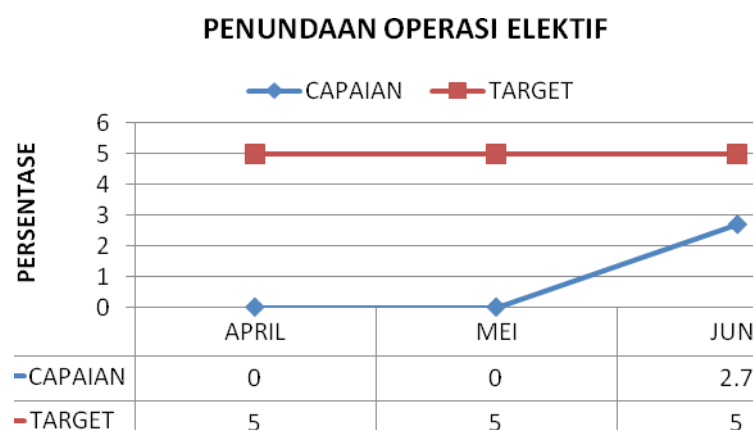 PENUNDAAN OPERASI ELEKTIF
CAPAIAN TARGET
PERSENTASE
6
5
4
3
2
1
0
APRIL MEI JUN
CAPAIAN 0 0 2.7
TARGET 5 5 5